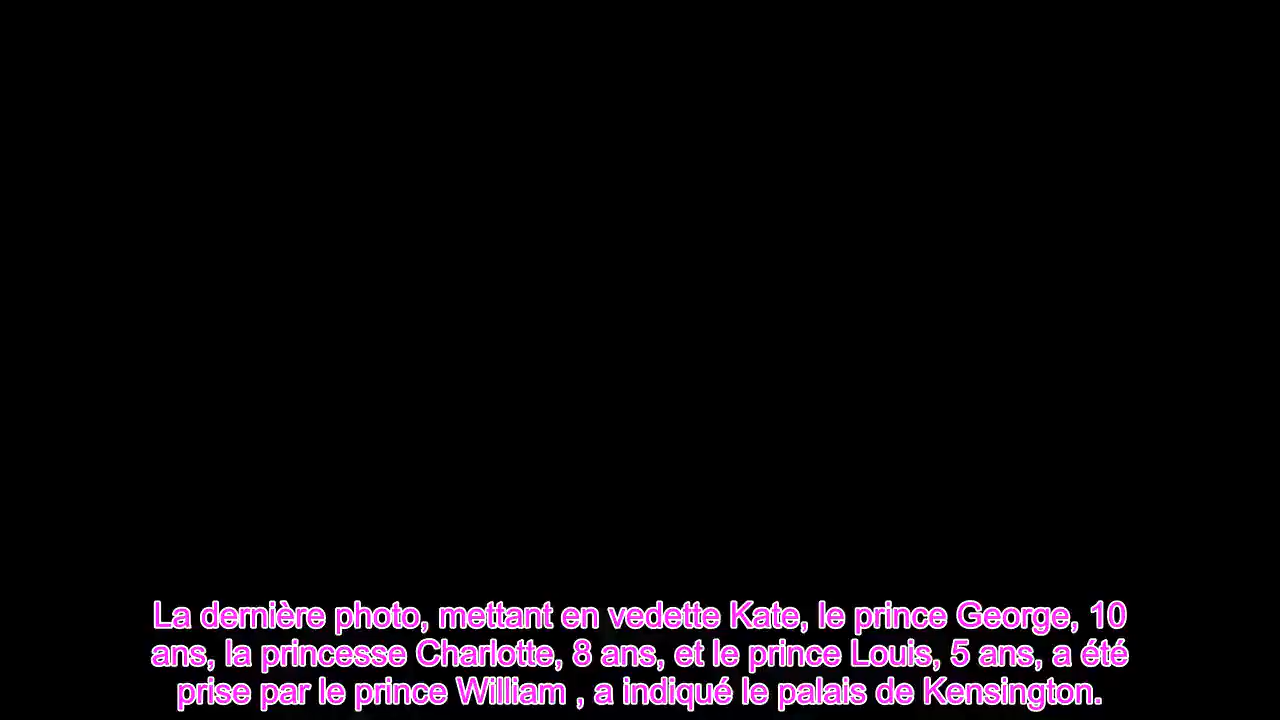 La dernière photo, mettant en vedette Kate, le prince George, 10
ans, la princesse Charlotte, 8 ans, et le prince Louis, 5 ans, a été
prise par le prince William , a indiqué le palais de Kensington.